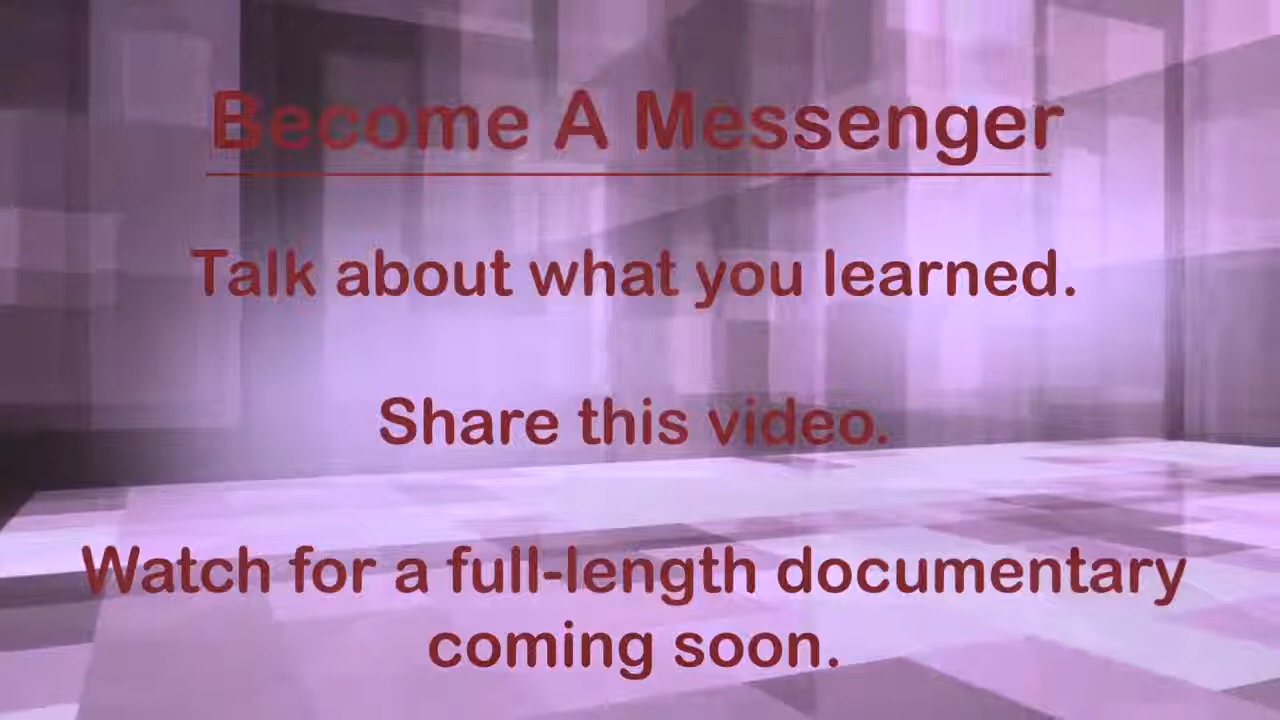 Become A Messenger
Talk about what you learned.
Share this video.
Watch for a full-length documentary
coming soon.